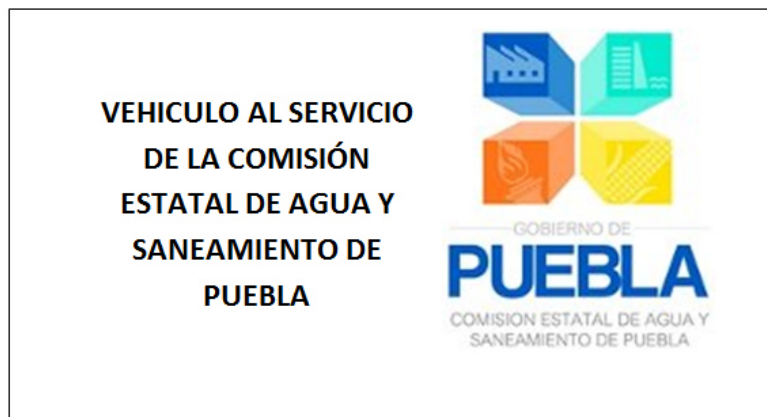 VEHICULO AL SERVICIO
DE LA COMISIÓN
ESTATAL DE AGUA Y
SANEAMIENTO DE
PUEBLA
GOBIERNO DE
PUEBLA
COMISION ESTATAL DE AGUA Y
SANEAMIENTO DE PUEBLA